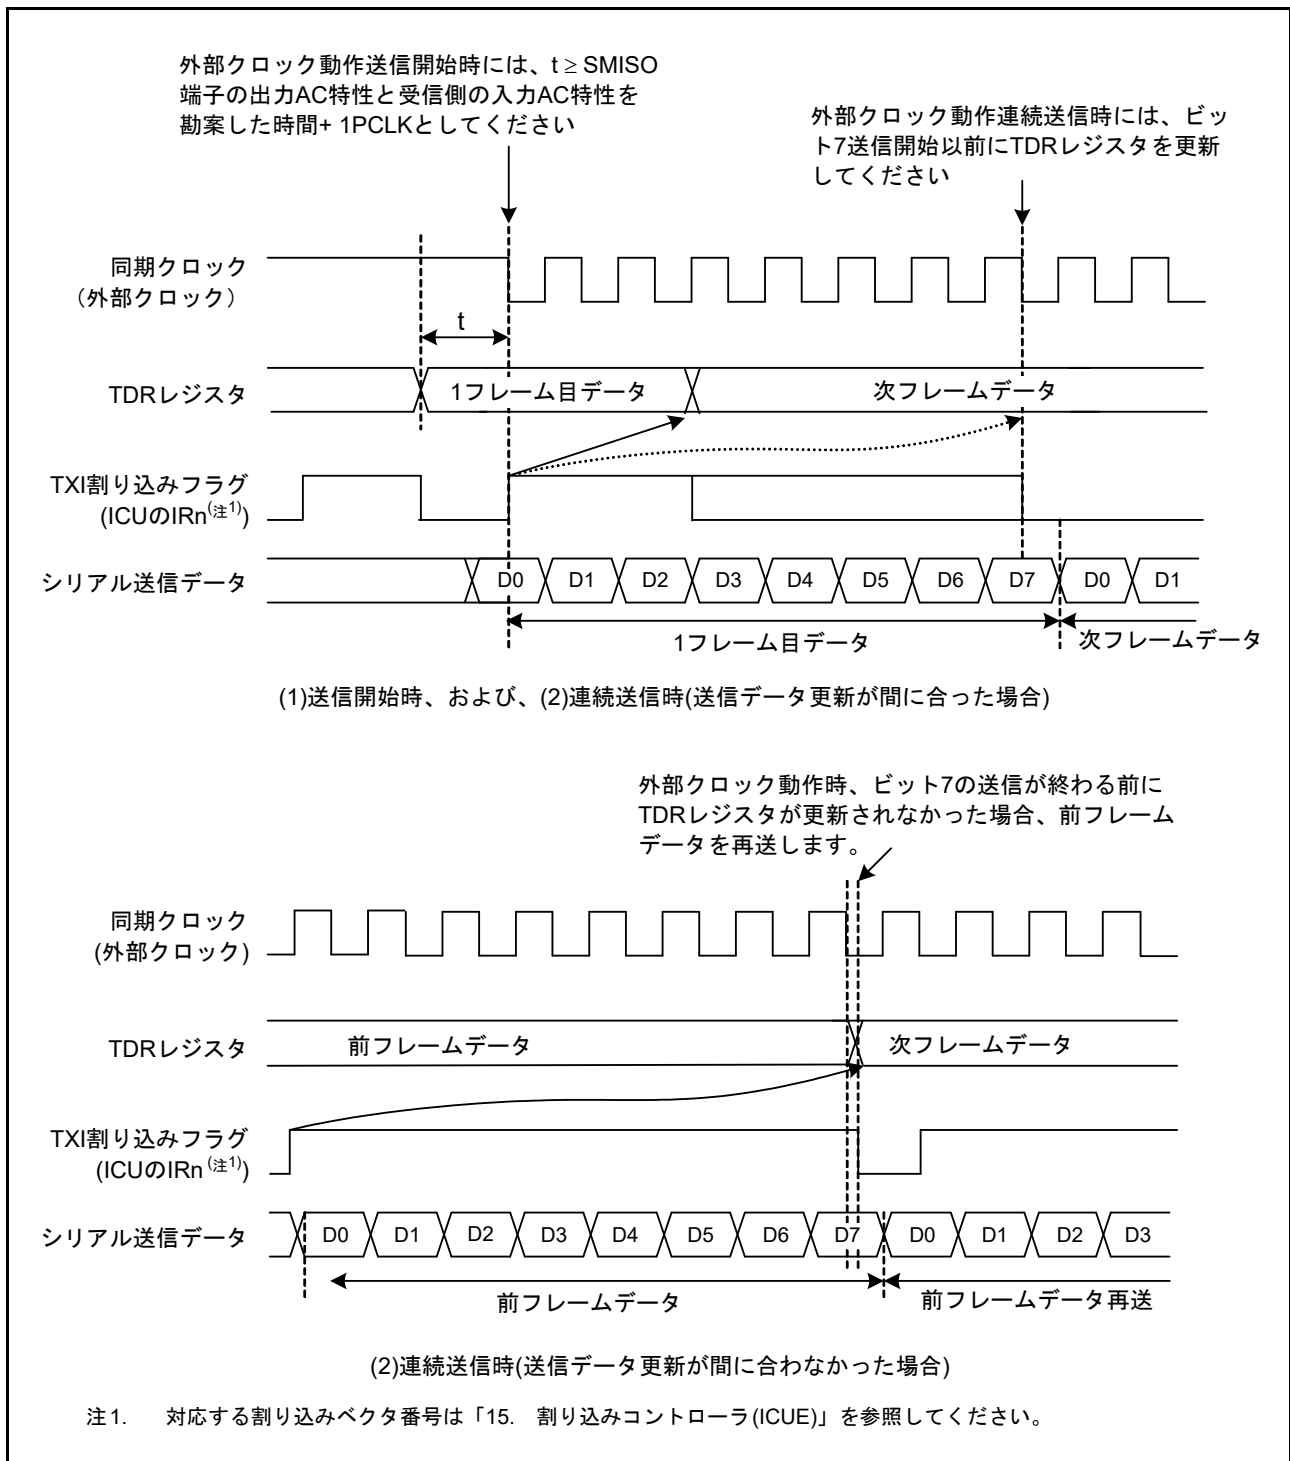 外部クロック動作送信開始時には、t ≥ SMISO
端子の出力AC特性と受信側の入力AC特性を
勘案した時間+ 1PCLKとしてください
外部クロック動作連続送信時には、ビッ
ト7送信開始以前にTDRレジスタを更新
してください
同期クロック
（外部クロック）
t
TDRレジスタ
1フレーム目データ
次フレームデータ
TXI割り込みフラグ
(ICUのIRn(注1))
シリアル送信データ
D0 D1 D2 D3 D4 D5 D6 D7 D0 D1
1フレーム目データ
次フレームデータ
(1)送信開始時、および、(2)連続送信時(送信データ更新が間に合った場合)
外部クロック動作時、ビット7の送信が終わる前に
TDRレジスタが更新されなかった場合、前フレーム
データを再送します。
同期クロック
(外部クロック)
TDRレジスタ
前フレームデータ
次フレームデータ
TXI割り込みフラグ
(ICUのIRn(注1))
シリアル送信データ
D0 D1 D2 D3 D4 D5 D6 D7 D0 D1 D2 D3
前フレームデータ
前フレームデータ再送
(2)連続送信時(送信データ更新が間に合わなかった場合)
注1. 対応する割り込みベクタ番号は「15. 割り込みコントローラ(ICUE)」を参照してください。